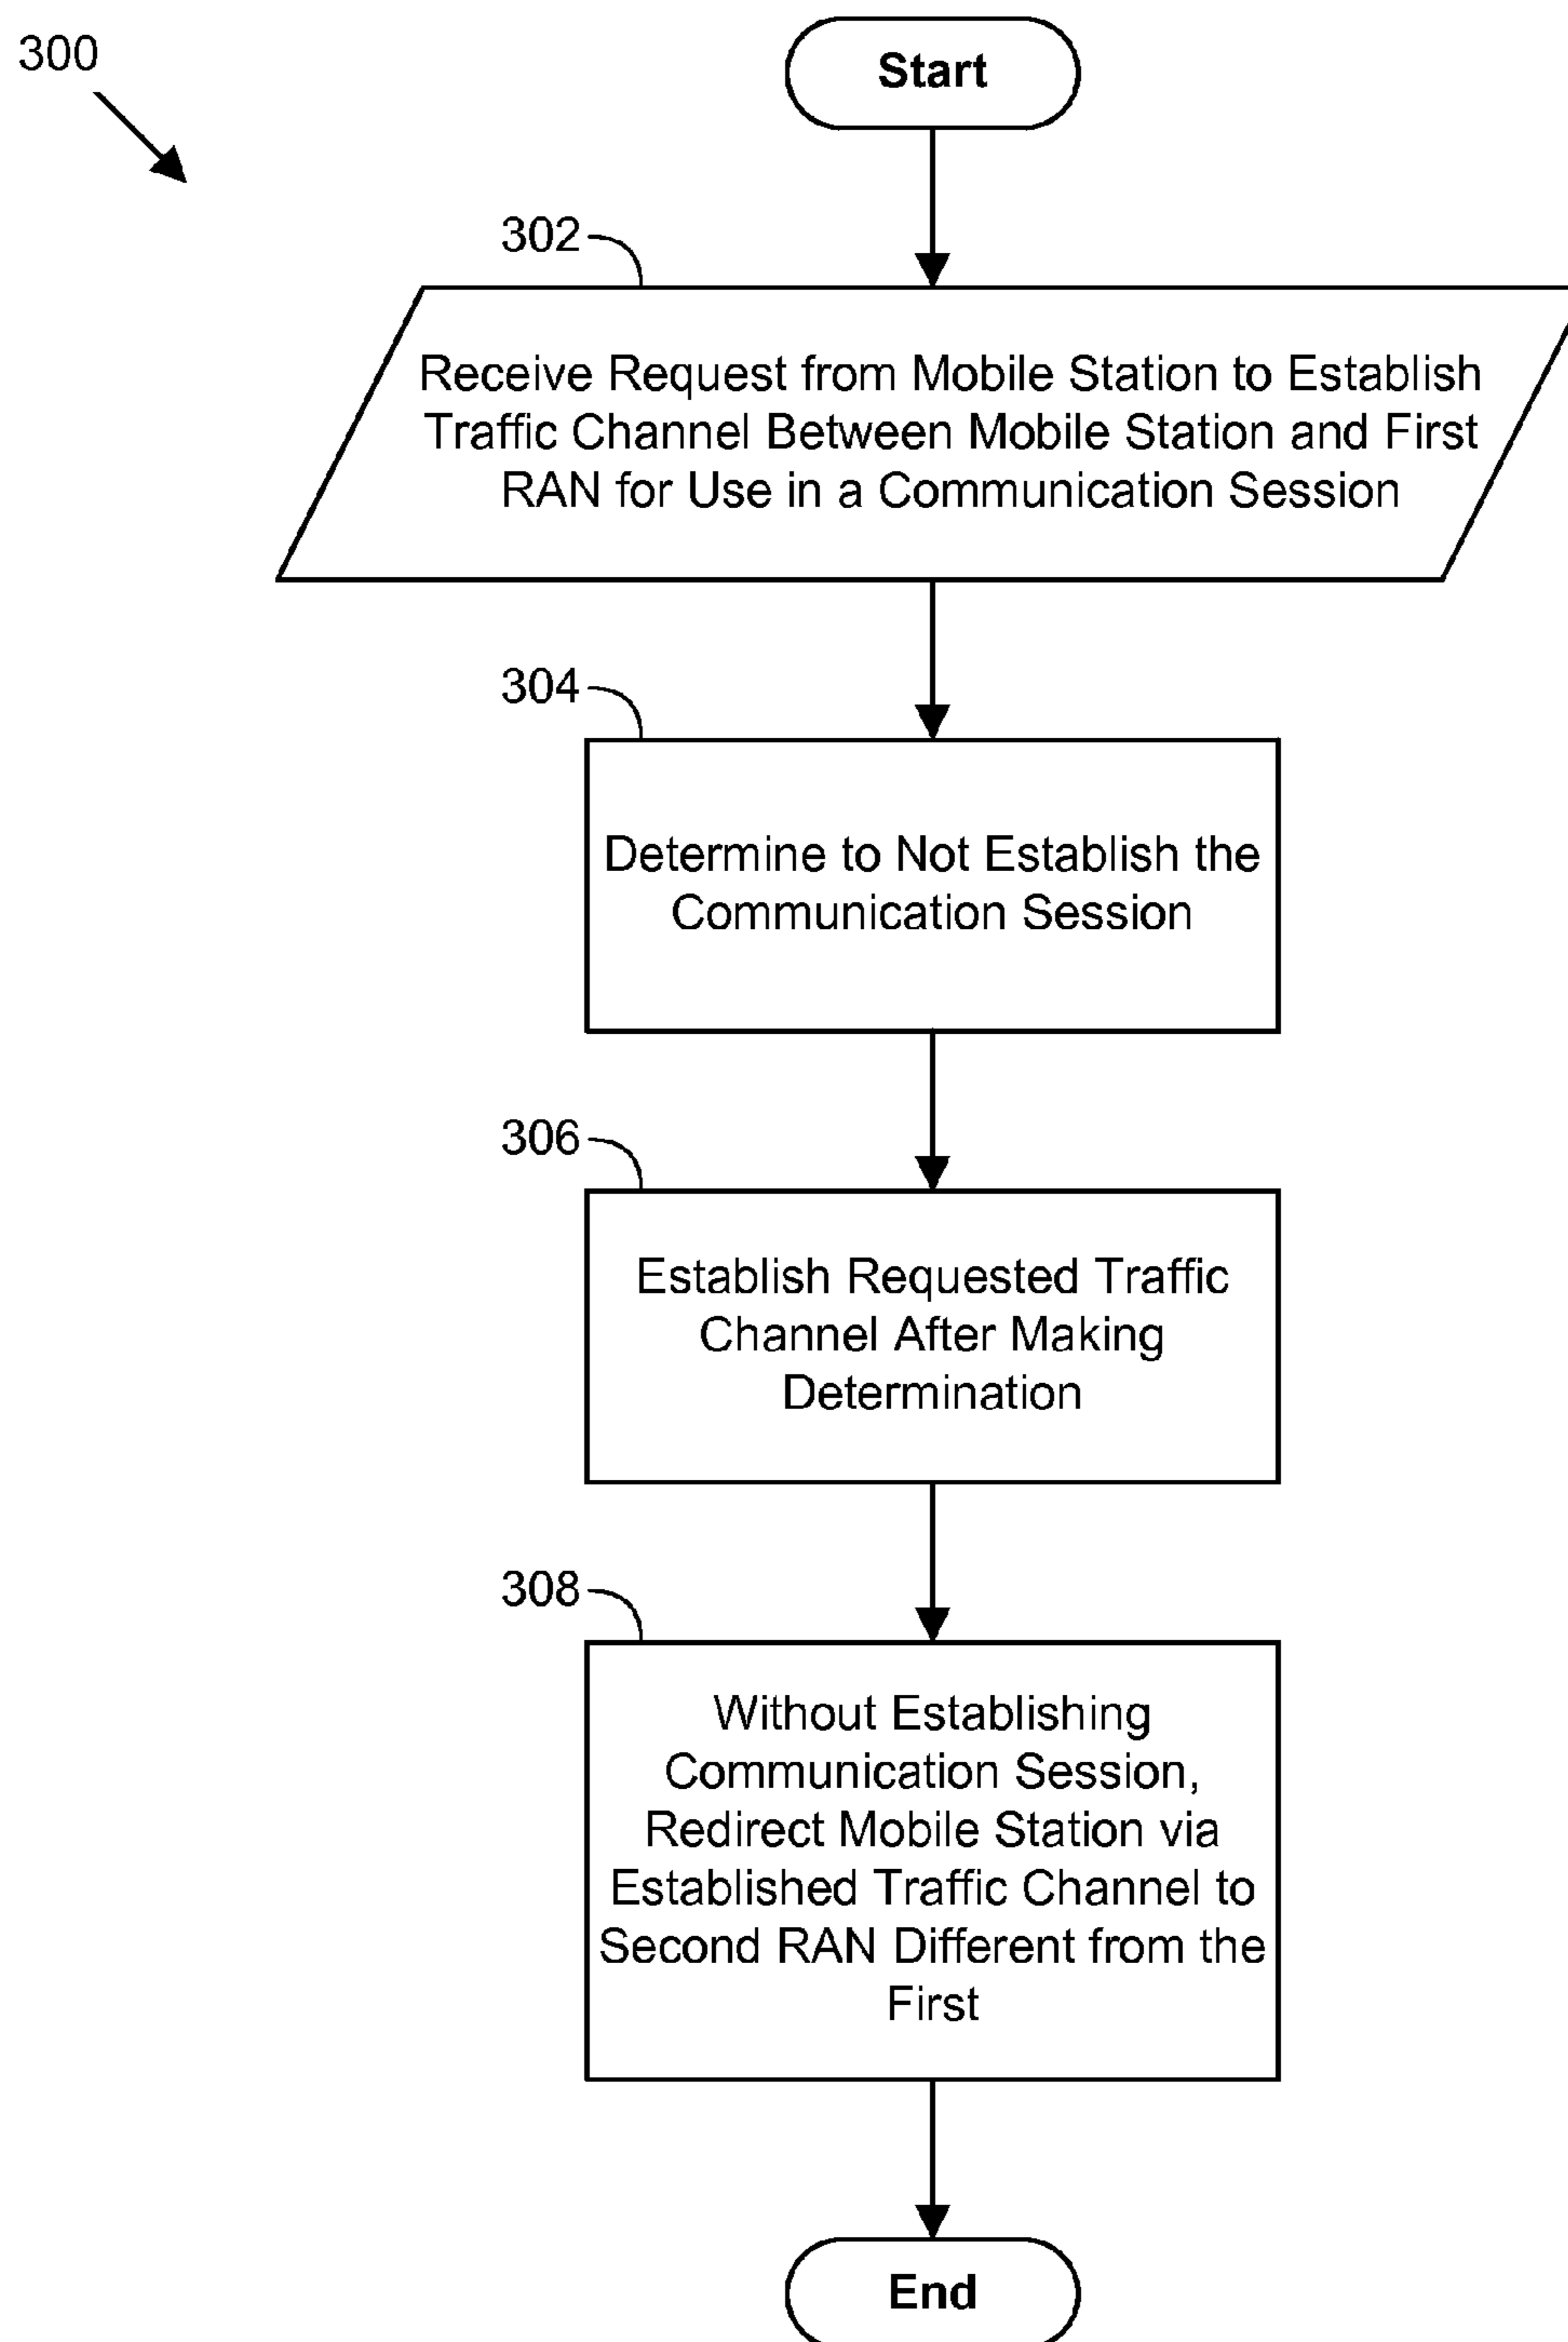 300
Start
302
Receive Request from Mobile Station to Establish
Traffic Channel Between Mobile Station and First
RAN for Use in a Communication Session
304
Determine to Not Establish the
Communication Session
306
Establish Requested Traffic
Channel After Making
Determination
308
Without Establishing
Communication Session,
Redirect Mobile Station via
Established Traffic Channel to
Second RAN Different from the
First
End